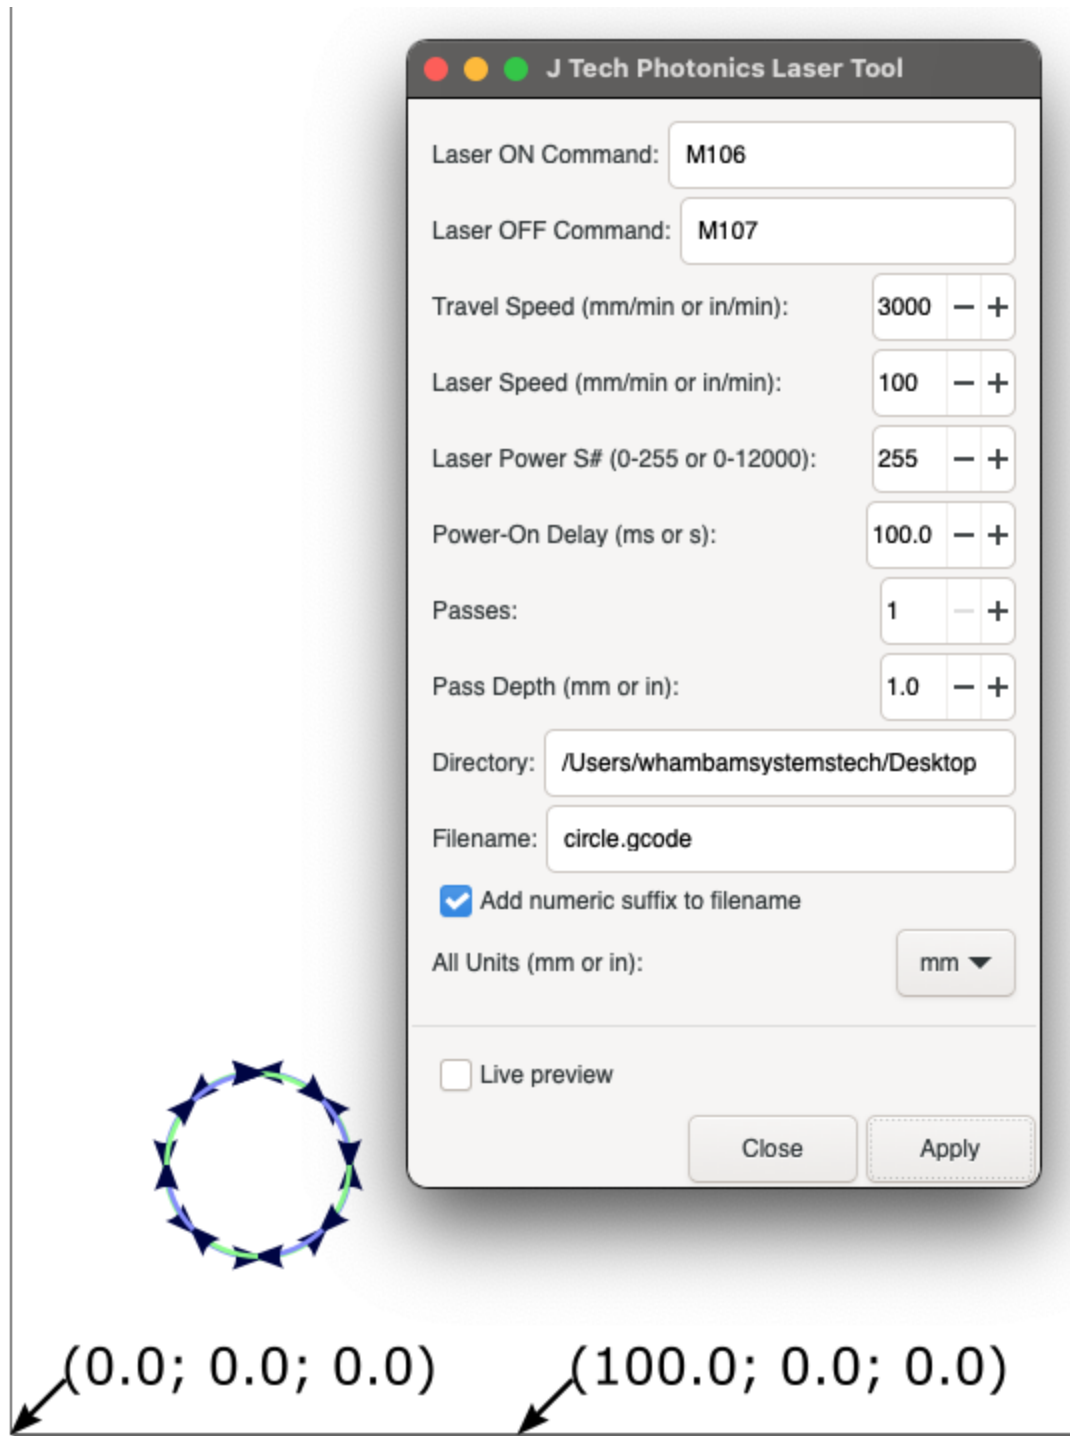 J Tech Photonics Laser Tool
Laser ON Command: M106
Laser OFF Command: M107
Travel Speed (mm/min or in/min): 3000
Laser Speed (mm/min or in/min): 100
Laser Power S# (0-255 or 0-12000): 255
Power-On Delay (ms or s): 100.0
Passes: 1
Pass Depth (mm or in): 1.0
Directory: /Users/whambamsystemstech/Desktop
Filename: circle.gcode
Add numeric suffix to filename
All Units (mm or in): mm
Live preview
Close Apply
(0.0; 0.0; 0.0) (100.0; 0.0; 0.0)